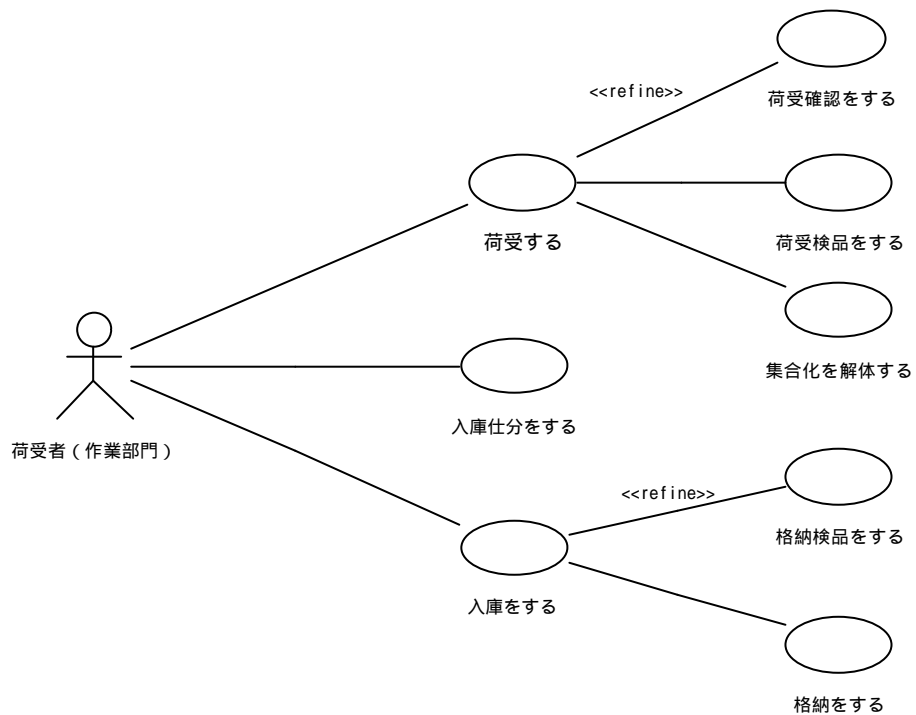 <<refine>>
荷受確認をする
荷受する
荷受検品をする
集合化を解体する
荷受者（作業部門）
入庫仕分をする
<<refine>>
格納検品をする
入庫をする
格納をする